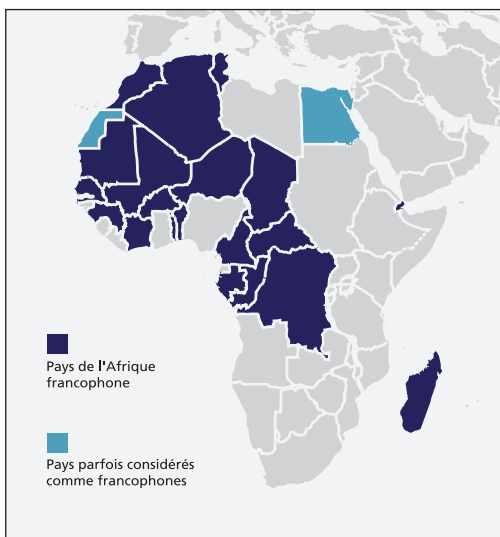 Pays de l'Afrique
francophone
Pays parfois considérés
comme francophones